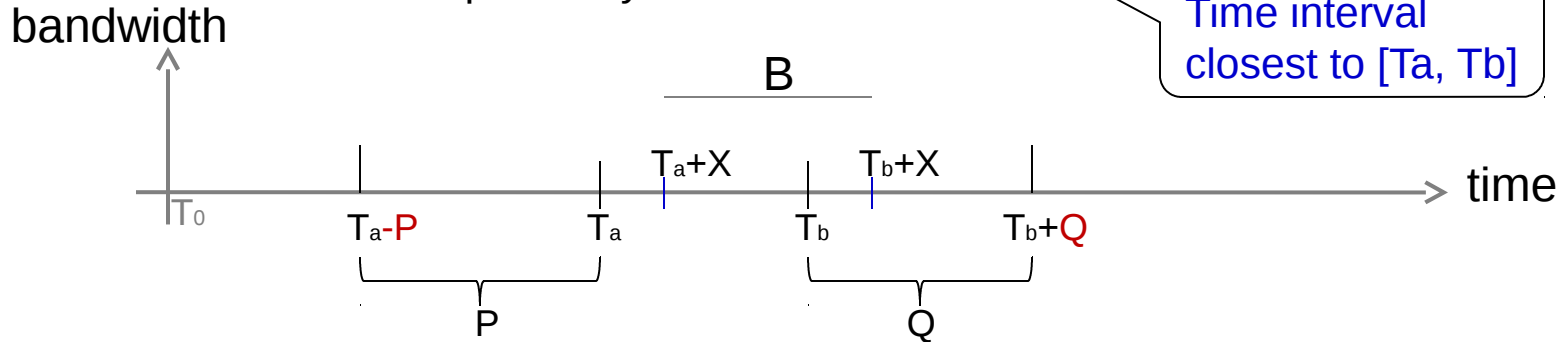 bandwidth
Time interval
closest to [Ta, Tb]
B
Ta+X
Tb+X
time
T0
Ta-P
Ta
Tb
Tb+Q
P
Q